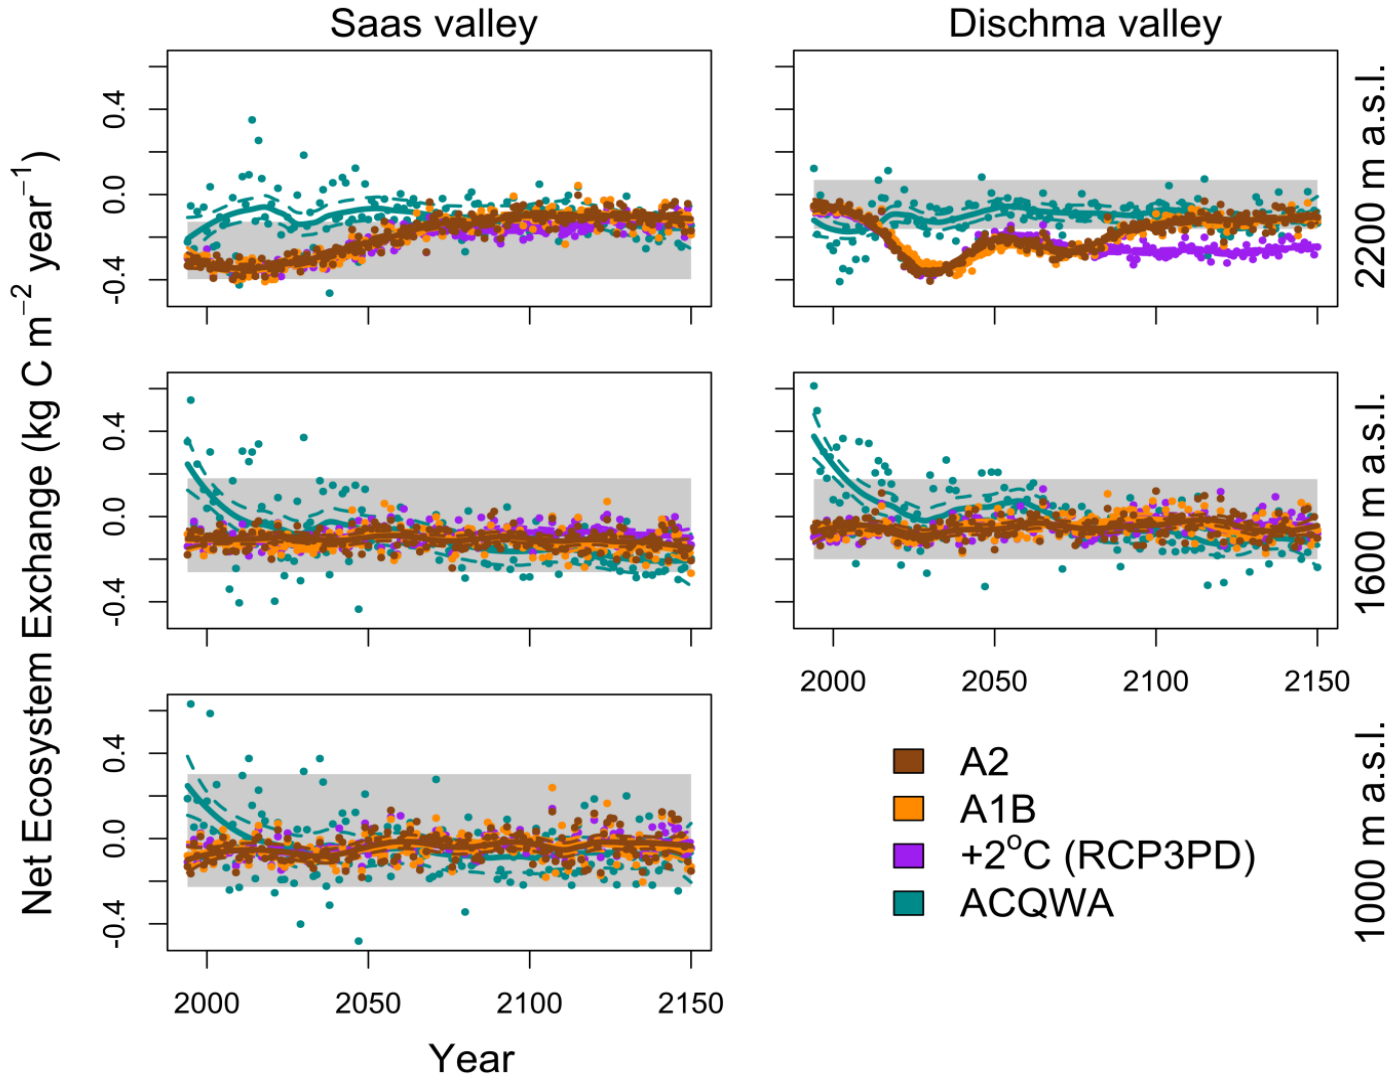 Saas valley
Dischma valley
Net Ecosystem Exchange (kg C m⁻² year⁻¹)
0.4
0.0
-0.4
2200 m a.s.l.
0.4
0.0
-0.4
1600 m a.s.l.
2000 2050 2100 2150
0.4
0.0
-0.4
1000 m a.s.l.
A2
A1B
+2°C (RCP3PD)
ACQWA
2000 2050 2100 2150
Year